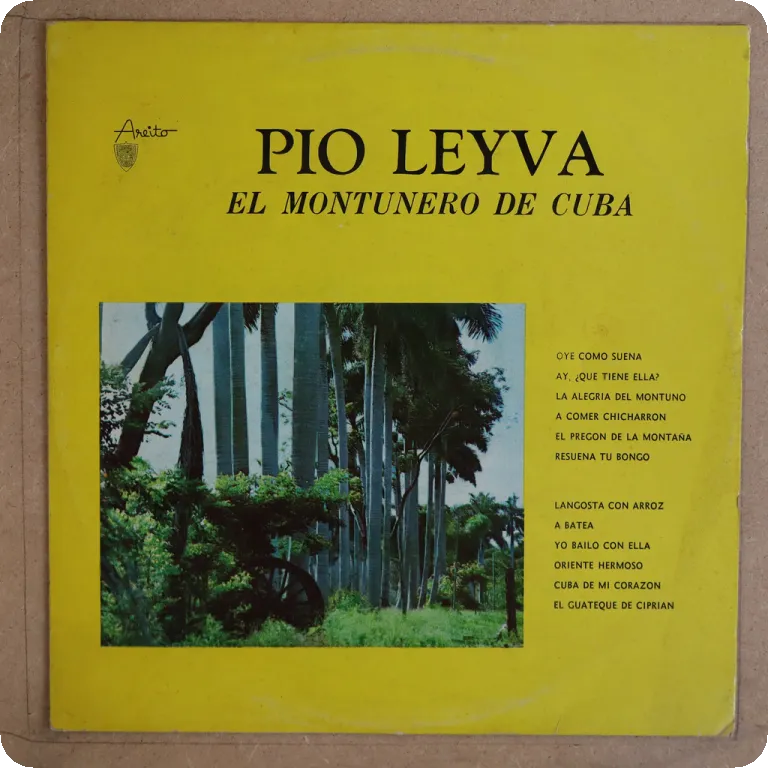 Areito
PIO LEYVA
EL MONTUNERO DE CUBA
OYE COMO SUENA
AY, ¿QUE TIENE ELLA?
LA ALEGRIA DEL MONTUNO
A COMER CHICHARRON
EL PREGON DE LA MONTAÑA
RESUENA TU BONGO
LANGOSTA CON ARROZ
A BATEA
YO BAILO CON ELLA
ORIENTE HERMOSO
CUBA DE MI CORAZON
EL GUATEQUE DE CIPRIAN